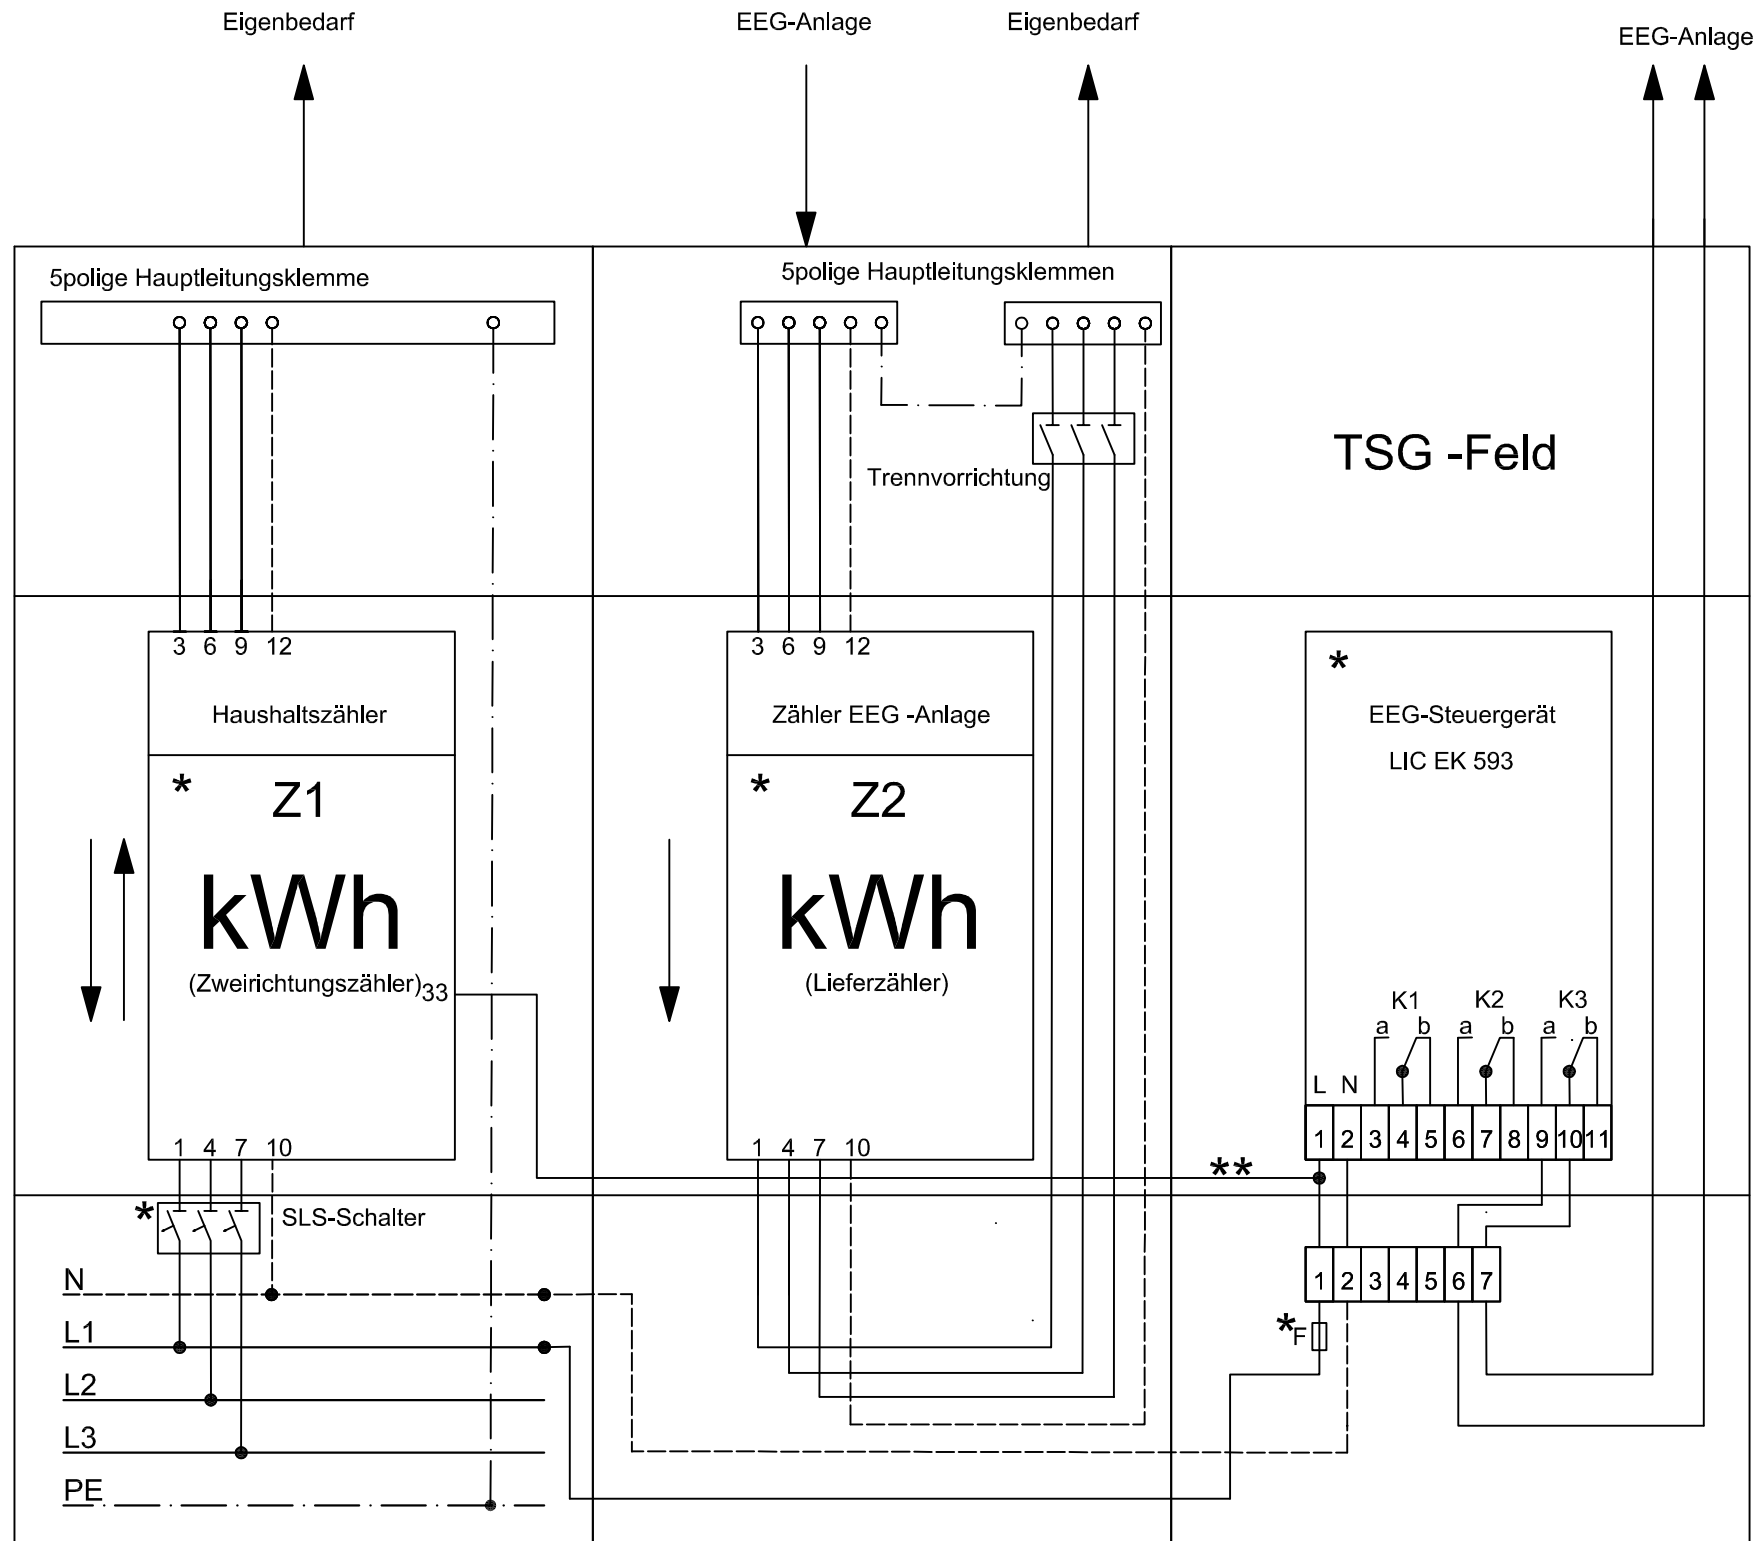 Eigenbedarf EEG-Anlage Eigenbedarf EEG-Anlage
5polige Hauptleitungsklemme 5polige Hauptleitungsklemmen
Trennvorrichtung
TSG -Feld
3 6 9 12
Haushaltszähler
* Z1
kWh
(Zweirichtungszähler) 33
1 4 7 10
3 6 9 12
Zähler EEG -Anlage
* Z2
kWh
(Lieferzähler)
1 4 7 10
*
EEG-Steuergerät
LIC EK 593
K1 K2 K3
a b a b a b
L N
1 2 3 4 5 6 7 8 9 10 11
**
* SLS-Schalter
N
L1
L2
L3
PE
1 2 3 4 5 6 7
*F